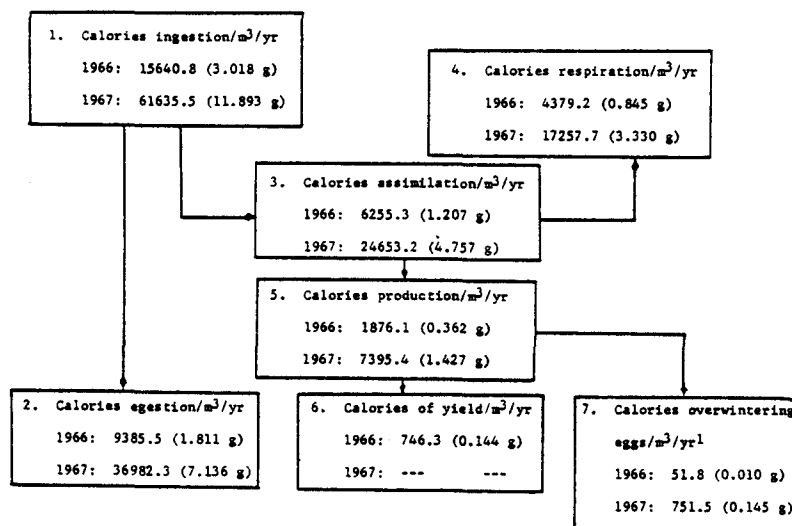 1. Calories ingestion/m³/yr
1966: 15640.8 (3.018 g)
1967: 61635.5 (11.893 g)
4. Calories respiration/m³/yr
1966: 4379.2 (0.845 g)
1967: 17257.7 (3.330 g)
3. Calories assimilation/m³/yr
1966: 6255.3 (1.207 g)
1967: 24653.2 (4.757 g)
5. Calories production/m³/yr
1966: 1876.1 (0.362 g)
1967: 7395.4 (1.427 g)
2. Calories egestion/m³/yr
1966: 9385.5 (1.811 g)
1967: 36982.3 (7.136 g)
6. Calories of yield/m³/yr
1966: 746.3 (0.144 g)
1967: --- ---
7. Calories overwintering
eggs/m³/yr¹
1966: 51.8 (0.010 g)
1967: 751.5 (0.145 g)